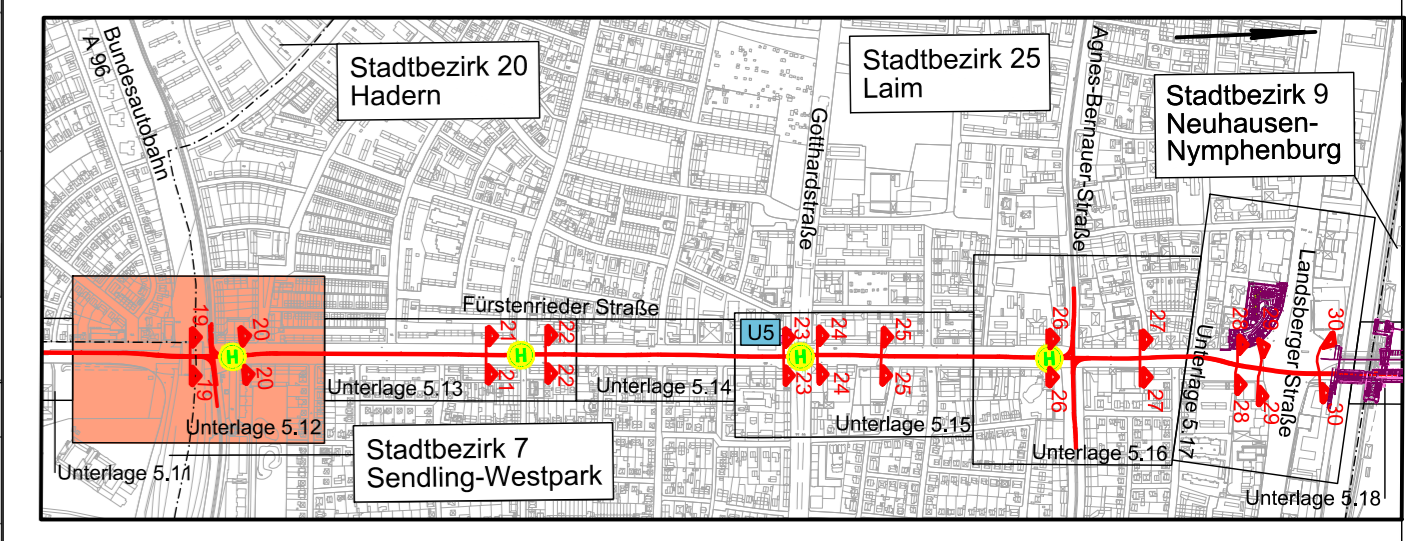 Bundesautobahn
A 96
Stadtbezirk 20
Hadern
Gotthardstraße
Stadtbezirk 25
Laim
Agnes-Bernauer-Straße
Stadtbezirk 9
Neuhausen-
Nymphenburg
Fürstenrieder Straße
U5
Landsberger Straße
19
20
21
22
23
24
25
26
27
28
29
30
H
H
H
H
19
20
21
22
23
24
25
26
27
28
29
30
Unterlage 5.11
Unterlage 5.12
Unterlage 5.13
Unterlage 5.14
Unterlage 5.15
Unterlage 5.16
Unterlage 5.17
Unterlage 5.18
Stadtbezirk 7
Sendling-Westpark